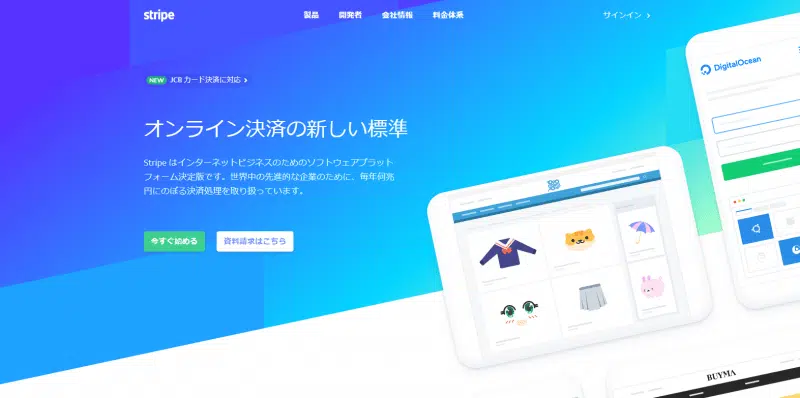 stripe
製品 開発者 会社情報 料金体系
サインイン
NEW JCB カード決済に対応
オンライン決済の新しい標準
Stripe はインターネットビジネスのためのソフトウェアプラット
フォーム決定版です。世界中の先進的な企業のために、毎年何兆
円にのぼる決済処理を取り扱っています。
今すぐ始める 資料請求はこちら
DigitalOcean
BUYMA